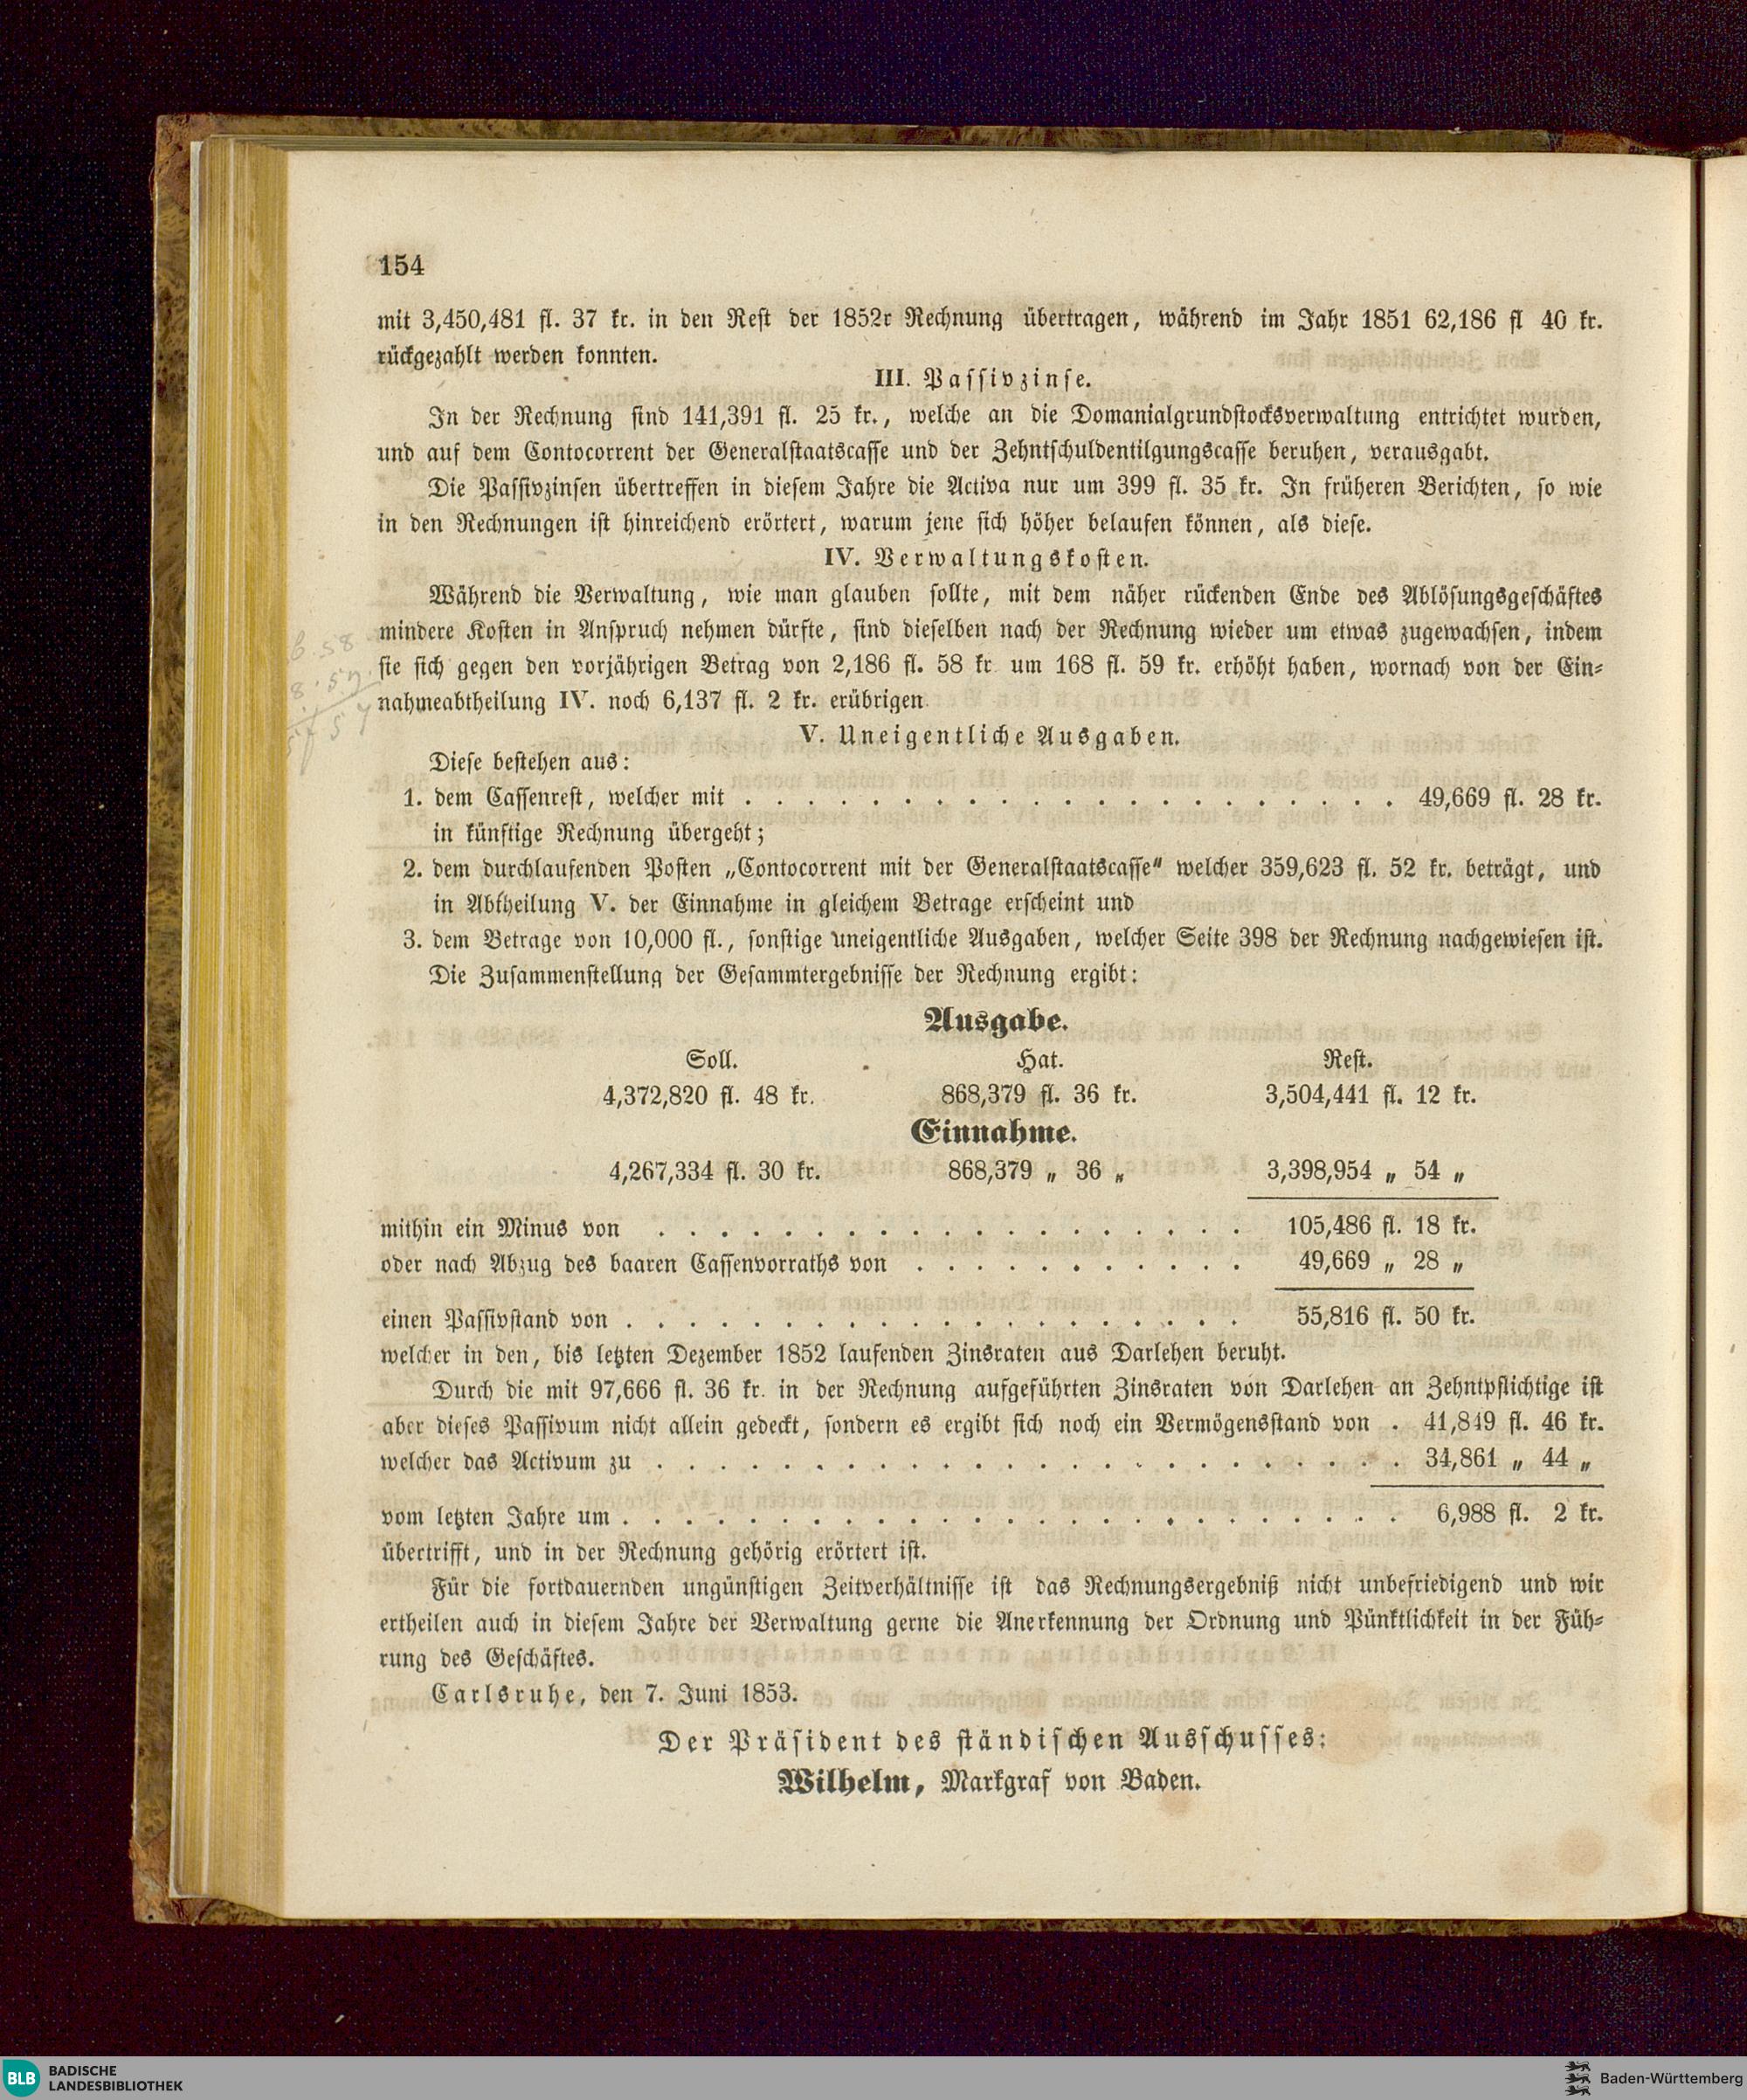 154
mit 3,450,481 fl. 37 kr. in den Rest der 1852r Rechnung übertragen, während im Jahr 1851 62,186 fl 40 kr.
rückgezahlt werden konnten.
III. Passivzinse.
In der Rechnung sind 141,391 fl. 25 kr., welche an die Domanialgrundstocksverwaltung entrichtet wurden,
und auf dem Contocorrent der Generalstaatscasse und der Zehntschuldentilgungscasse beruhen, verausgabt.
Die Passivzinsen übertreffen in diesem Jahre die Activa nur um 399 fl. 35 kr. In früheren Berichten, so wie
in den Rechnungen ist hinreichend erörtert, warum jene sich höher belaufen können, als diese.
IV. Verwaltungskosten.
Während die Verwaltung, wie man glauben sollte, mit dem näher rückenden Ende des Ablösungsgeschäftes
mindere Kosten in Anspruch nehmen dürfte, sind dieselben nach der Rechnung wieder um etwas zugewachsen, indem
sie sich gegen den vorjährigen Betrag von 2,186 fl. 58 kr um 168 fl. 59 kr. erhöht haben, wornach von der Ein-
nahmeabtheilung IV. noch 6,137 fl. 2 kr. erübrigen
V. Uneigentliche Ausgaben.
Diese bestehen aus:
1. dem Cassenrest, welcher mit . . . . . . . . . . . . . . . . . . . . . 49,669 fl. 28 kr.
in künftige Rechnung übergeht;
2. dem durchlaufenden Posten „Contocorrent mit der Generalstaatscasse“ welcher 359,623 fl. 52 kr. beträgt, und
in Abtheilung V. der Einnahme in gleichem Betrage erscheint und
3. dem Betrage von 10,000 fl., sonstige uneigentliche Ausgaben, welcher Seite 398 der Rechnung nachgewiesen ist.
Die Zusammenstellung der Gesammtergebnisse der Rechnung ergibt:
Ausgabe.
Soll. Hat. Rest.
4,372,820 fl. 48 kr. 868,379 fl. 36 kr. 3,504,441 fl. 12 kr.
Einnahme.
4,267,334 fl. 30 kr. 868,379 „ 36 „ 3,398,954 „ 54 „
mithin ein Minus von . . . . . . . . . . . . . . . . . . . 105,486 fl. 18 kr.
oder nach Abzug des baaren Cassenvorraths von . . . . . . . . . . . 49,669 „ 28 „
einen Passivstand von . . . . . . . . . . . . . . . . . . . . 55,816 fl. 50 kr.
welcher in den, bis letzten Dezember 1852 laufenden Zinsraten aus Darlehen beruht.
Durch die mit 97,666 fl. 36 kr. in der Rechnung aufgeführten Zinsraten von Darlehen an Zehntpflichtige ist
aber dieses Passivum nicht allein gedeckt, sondern es ergibt sich noch ein Vermögensstand von . 41,849 fl. 46 kr.
welcher das Activum zu . . . . . . . . . . . . . . . . . . . . . . . . 34,861 „ 44 „
vom letzten Jahre um . . . . . . . . . . . . . . . . . . . . . . . . . 6,988 fl. 2 kr.
übertrifft, und in der Rechnung gehörig erörtert ist.
Für die fortdauernden ungünstigen Zeitverhältnisse ist das Rechnungsergebniß nicht unbefriedigend und wir
ertheilen auch in diesem Jahre der Verwaltung gerne die Anerkennung der Ordnung und Pünktlichkeit in der Füh-
rung des Geschäftes.
Carlsruhe, den 7. Juni 1853.
Der Präsident des ständischen Ausschusses:
Wilhelm, Markgraf von Baden.
BLB BADISCHE
LANDESBIBLIOTHEK
Baden-Württemberg